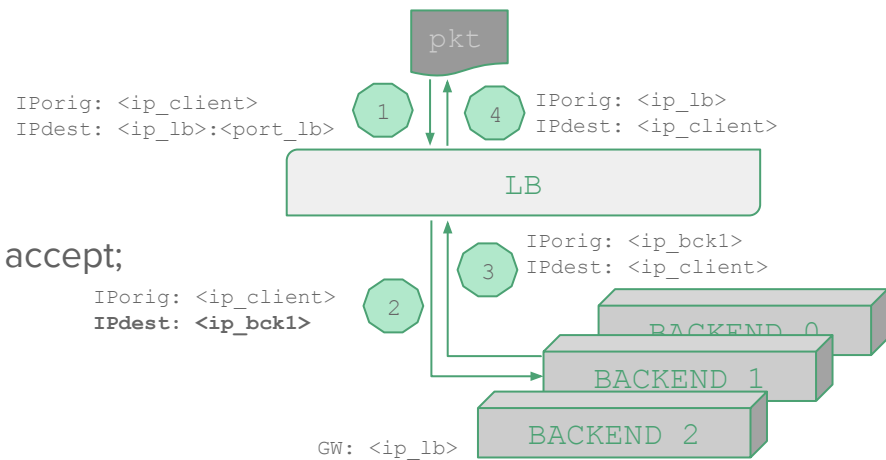 pkt
IPorig: <ip_client>
IPdest: <ip_lb>:<port_lb>
1
4
IPorig: <ip_lb>
IPdest: <ip_client>
LB
accept;
IPorig: <ip_client>
IPdest: <ip_bck1>
2
3
IPorig: <ip_bck1>
IPdest: <ip_client>
BACKEND 0
BACKEND 1
BACKEND 2
GW: <ip_lb>